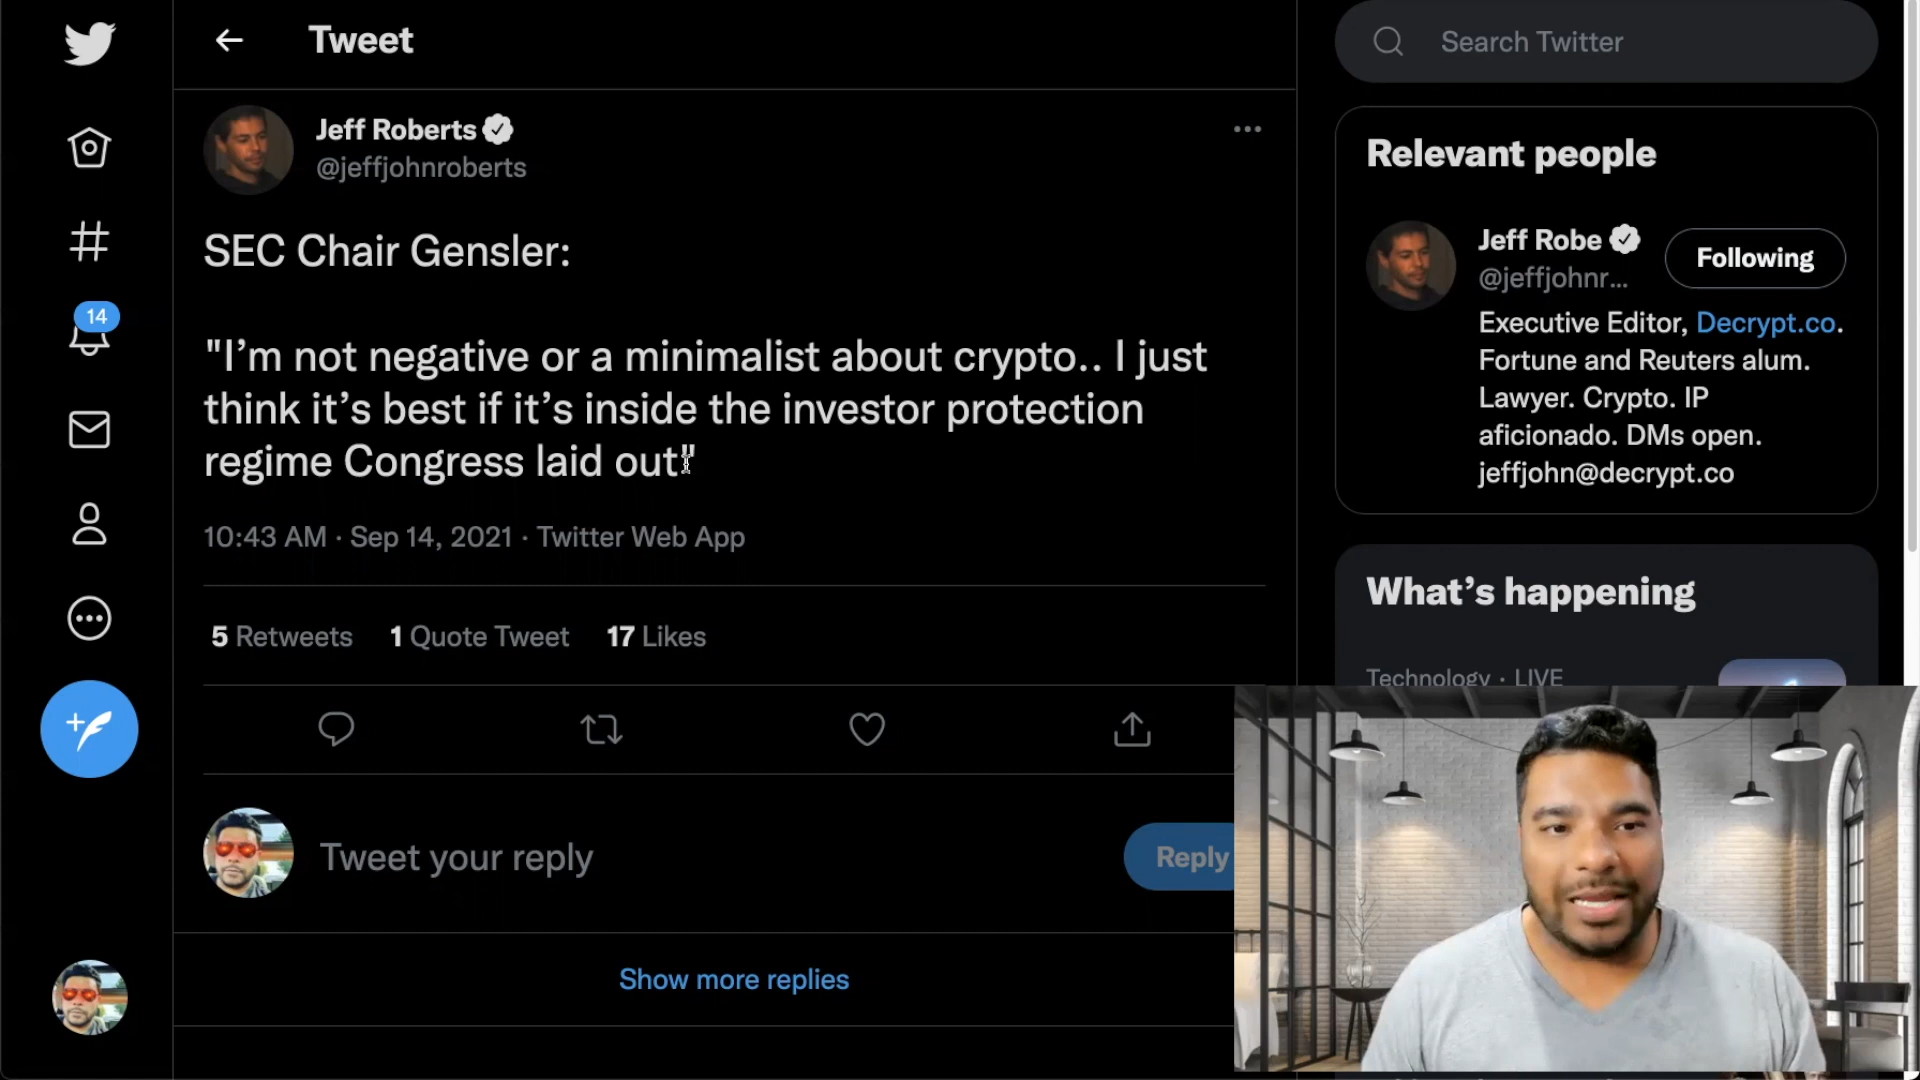 Tweet
Search Twitter
Jeff Roberts
@jeffjohnroberts
SEC Chair Gensler:
"I’m not negative or a minimalist about crypto.. I just
think it’s best if it’s inside the investor protection
regime Congress laid out"
10:43 AM · Sep 14, 2021 · Twitter Web App
5 Retweets 1 Quote Tweet 17 Likes
Tweet your reply
Reply
Show more replies
14
Relevant people
Jeff Robe
@jeffjohnr...
Following
Executive Editor, Decrypt.co.
Fortune and Reuters alum.
Lawyer. Crypto. IP
aficionado. DMs open.
jeffjohn@decrypt.co
What’s happening
Technology · LIVE